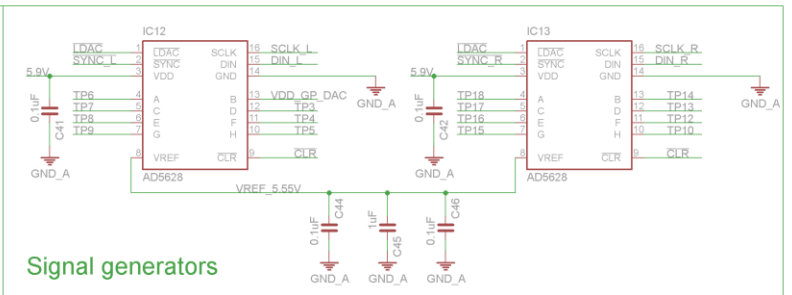 IC12 IC13
LDAC 1 LDAC SCLK 16 SCLK_L LDAC 1 LDAC SCLK 16 SCLK_R
SYNC_L 2 SYNC DIN 15 DIN_L SYNC_R 2 SYNC DIN 15 DIN_R
5.9V 3 VDD GND 14 5.9V 3 VDD GND 14
TP6 4 A B 13 VDD_GP_DAC TP18 4 A B 13 TP14
TP7 5 C D 12 TP3 TP17 5 C D 12 TP13
TP8 6 E F 11 TP4 TP16 6 E F 11 TP12
TP9 7 G H 10 TP5 TP15 7 G H 10 TP10
0.1uF C41 GND_A 0.1uF C42 GND_A
8 VREF CLR 9 CLR 8 VREF CLR 9 CLR
GND_A AD5628 GND_A AD5628
VREF_5.55V
0.1uF C44 1uF C45 0.1uF C46
Signal generators
GND_A GND_A GND_A